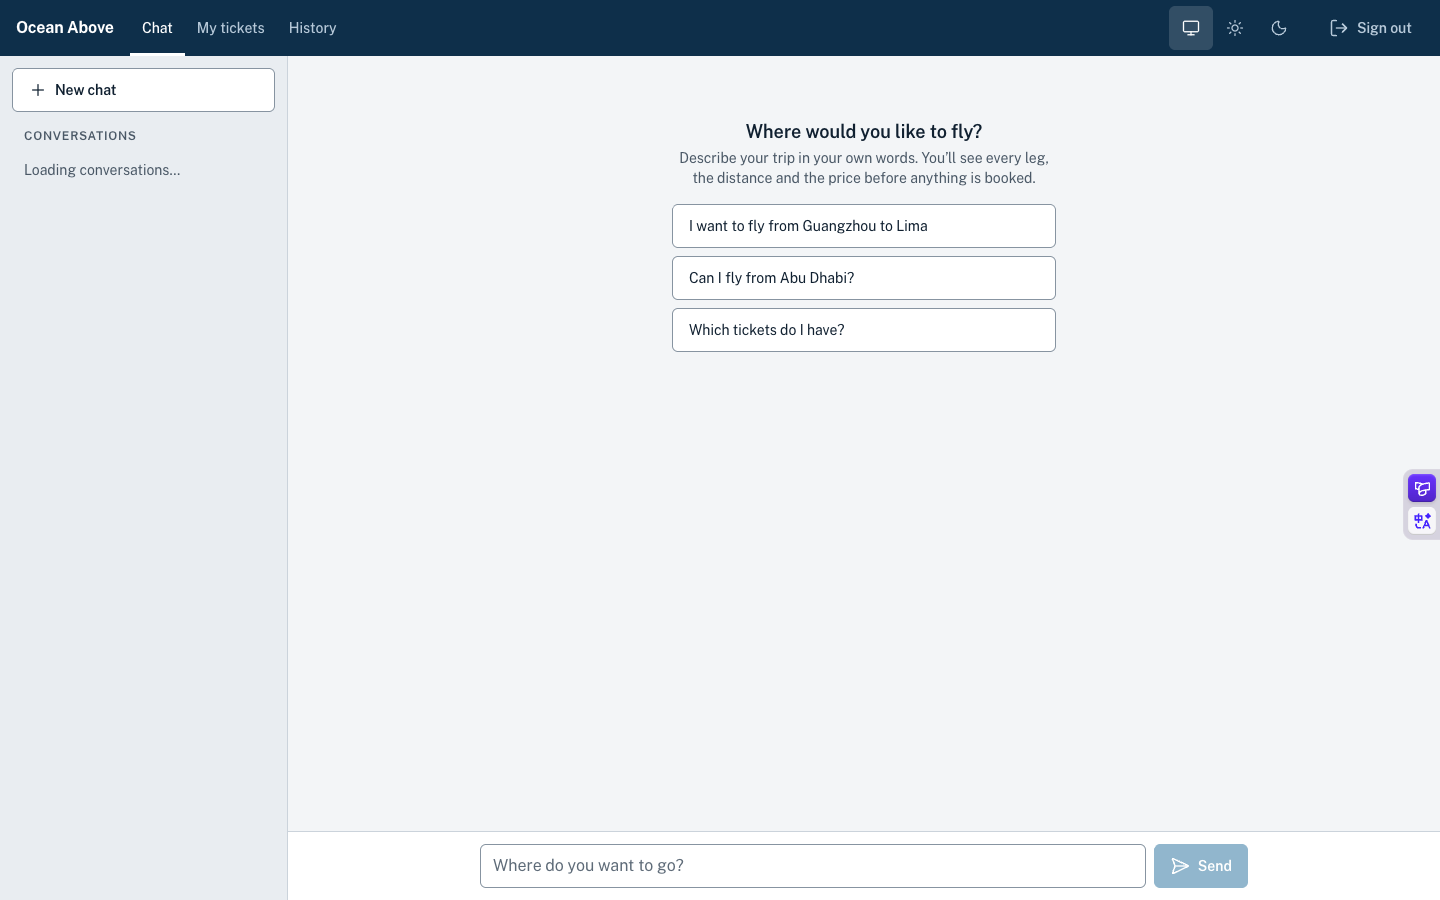 Ocean Above
Chat
My tickets
History
Sign out
New chat
CONVERSATIONS
Loading conversations…
Where would you like to fly?
Describe your trip in your own words. You’ll see every leg,
the distance and the price before anything is booked.
I want to fly from Guangzhou to Lima
Can I fly from Abu Dhabi?
Which tickets do I have?
中A
Where do you want to go?
Send